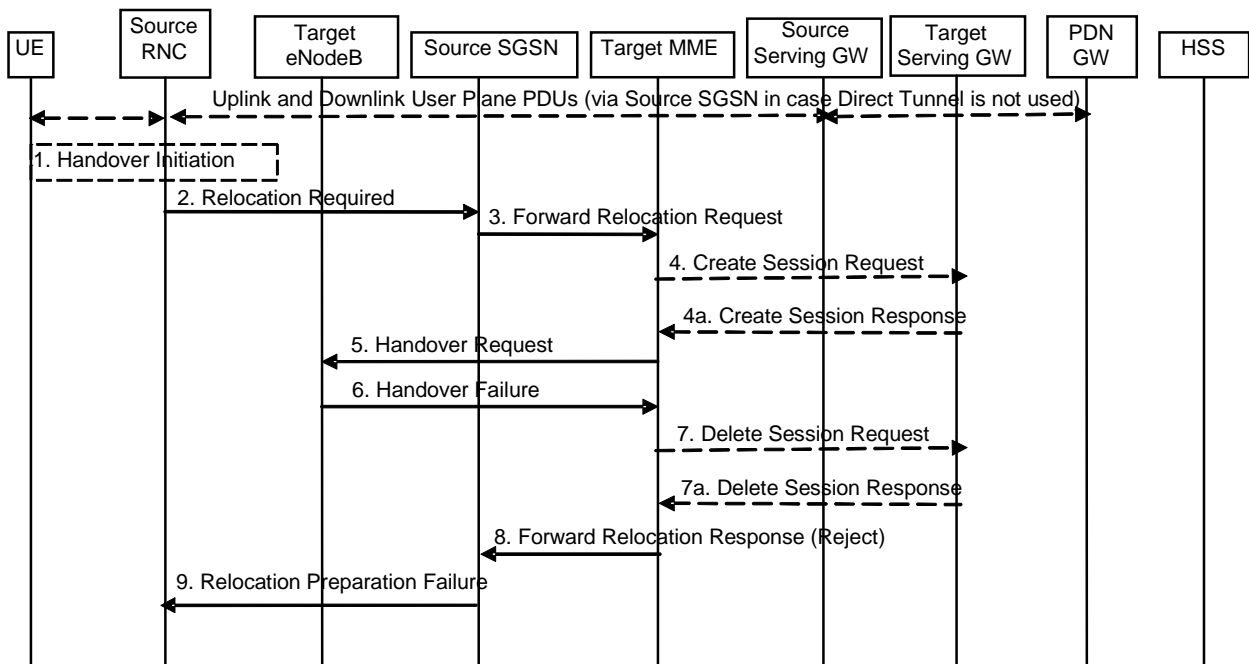 UE
Source
RNC
Target
eNodeB
Source SGSN
Target MME
Source
Serving GW
Target
Serving GW
PDN
GW
HSS
Uplink and Downlink User Plane PDUs (via Source SGSN in case Direct Tunnel is not used)
1. Handover Initiation
2. Relocation Required
3. Forward Relocation Request
4. Create Session Request
4a. Create Session Response
5. Handover Request
6. Handover Failure
7. Delete Session Request
7a. Delete Session Response
8. Forward Relocation Response (Reject)
9. Relocation Preparation Failure